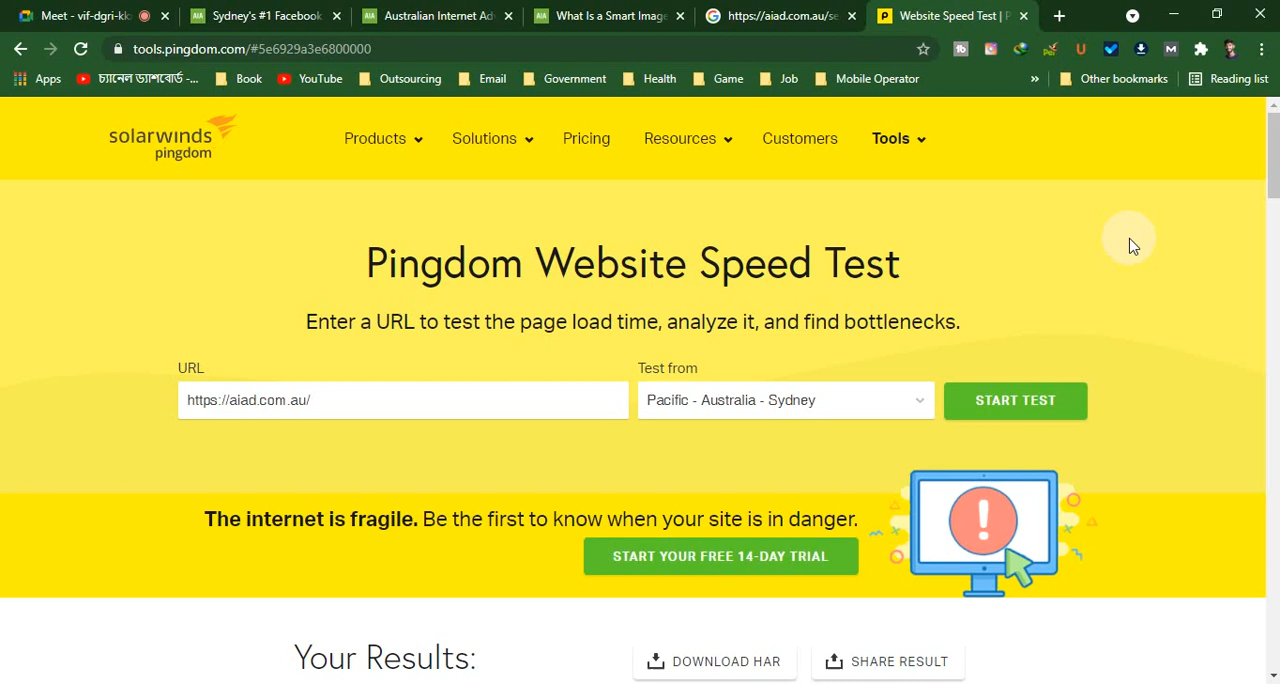 Meet - vif-dgri-kk
Sydney's #1 Facebook
Australian Internet Ad
What Is a Smart Image
https://aiad.com.au/se
Website Speed Test | P
tools.pingdom.com/#5e6929a3e6800000
Apps
চ্যানেল ড্যাশবোর্ড -...
Book
YouTube
Outsourcing
Email
Government
Health
Game
Job
Mobile Operator
»
Other bookmarks
Reading list
solarwinds
pingdom
Products
Solutions
Pricing
Resources
Customers
Tools
Pingdom Website Speed Test
Enter a URL to test the page load time, analyze it, and find bottlenecks.
URL
Test from
https://aiad.com.au/
Pacific - Australia - Sydney
START TEST
The internet is fragile. Be the first to know when your site is in danger.
START YOUR FREE 14-DAY TRIAL
Your Results:
DOWNLOAD HAR
SHARE RESULT